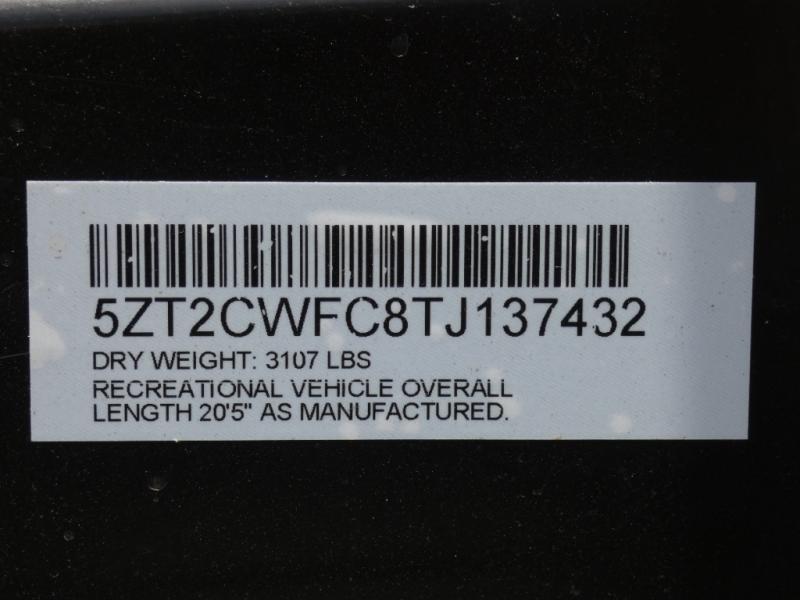 5ZT2CWFC8TJ137432
DRY WEIGHT: 3107 LBS
RECREATIONAL VEHICLE OVERALL
LENGTH 20'5" AS MANUFACTURED.